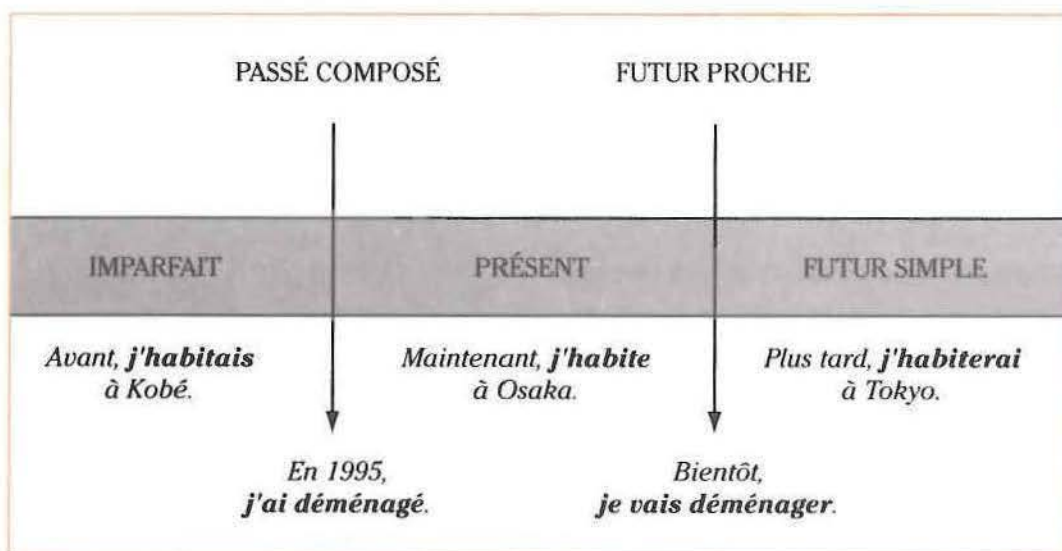 PASSÉ COMPOSÉ
FUTUR PROCHE
IMPARFAIT
PRÉSENT
FUTUR SIMPLE
Avant, j'habitais
à Kobé.
Maintenant, j'habite
à Osaka.
Plus tard, j'habiterai
à Tokyo.
En 1995,
j'ai déménagé.
Bientôt,
je vais déménager.